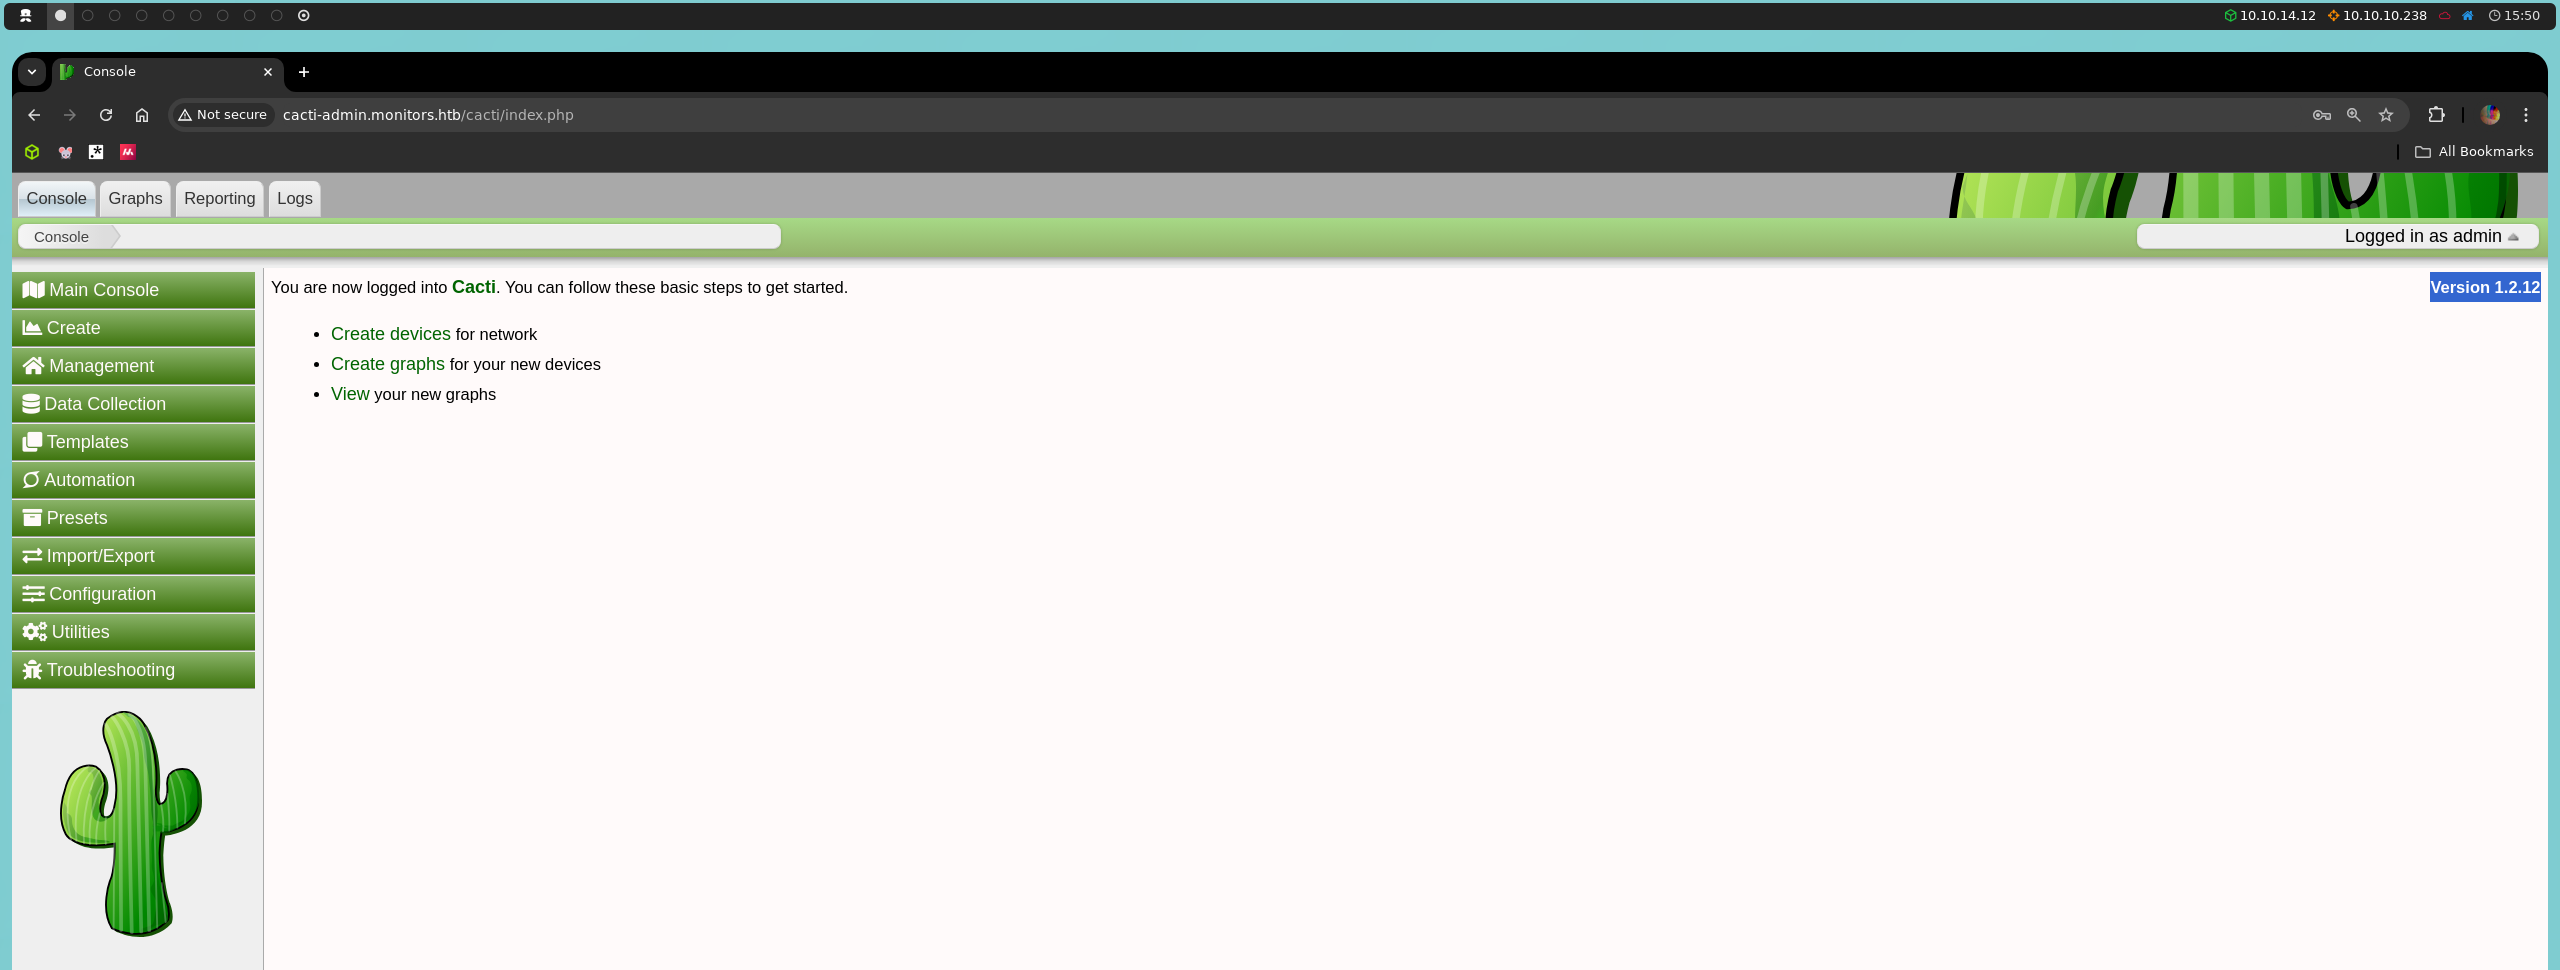 10.10.14.12 10.10.10.238 15:50
Console
Not secure cacti-admin.monitors.htb/cacti/index.php
All Bookmarks
Console Graphs Reporting Logs
Console Logged in as admin
Main Console
Create
Management
Data Collection
Templates
Automation
Presets
Import/Export
Configuration
Utilities
Troubleshooting
You are now logged into Cacti. You can follow these basic steps to get started. Version 1.2.12
Create devices for network
Create graphs for your new devices
View your new graphs